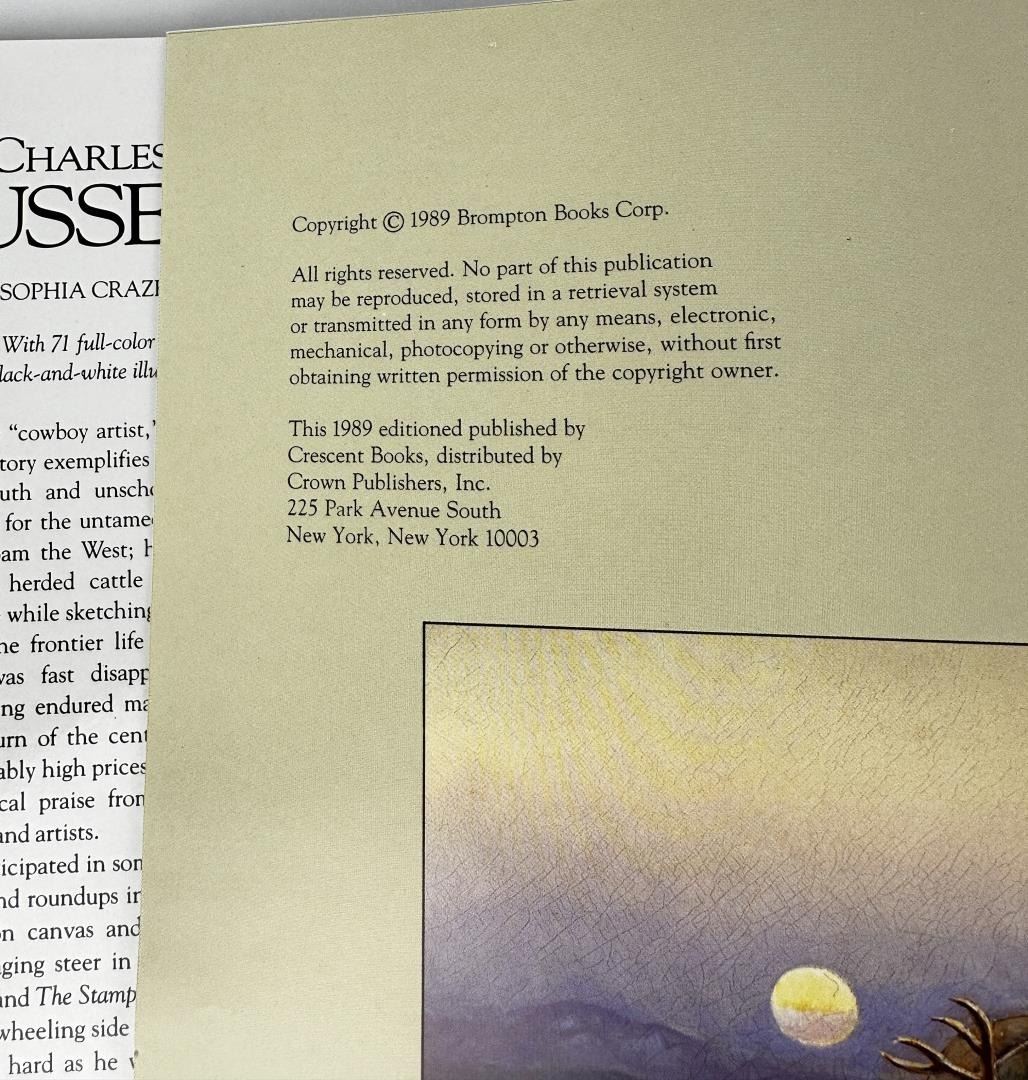 CHARLES
USSE
SOPHIA CRAZ
With 71 full-color
lack-and-white illu
"cowboy artist,"
tory exemplifies
uth and unsch
for the untame
am the West; h
herded cattle
while sketching
he frontier life
vas fast disapp
ng endured ma
urn of the cent
ably high prices
cal praise from
and artists.
icipated in som
nd roundups in
on canvas and
ging steer in
and The Stamp
wheeling side
hard as he w
Copyright © 1989 Brompton Books Corp.
All rights reserved. No part of this publication
may be reproduced, stored in a retrieval system
or transmitted in any form by any means, electronic,
mechanical, photocopying or otherwise, without first
obtaining written permission of the copyright owner.
This 1989 editioned published by
Crescent Books, distributed by
Crown Publishers, Inc.
225 Park Avenue South
New York, New York 10003